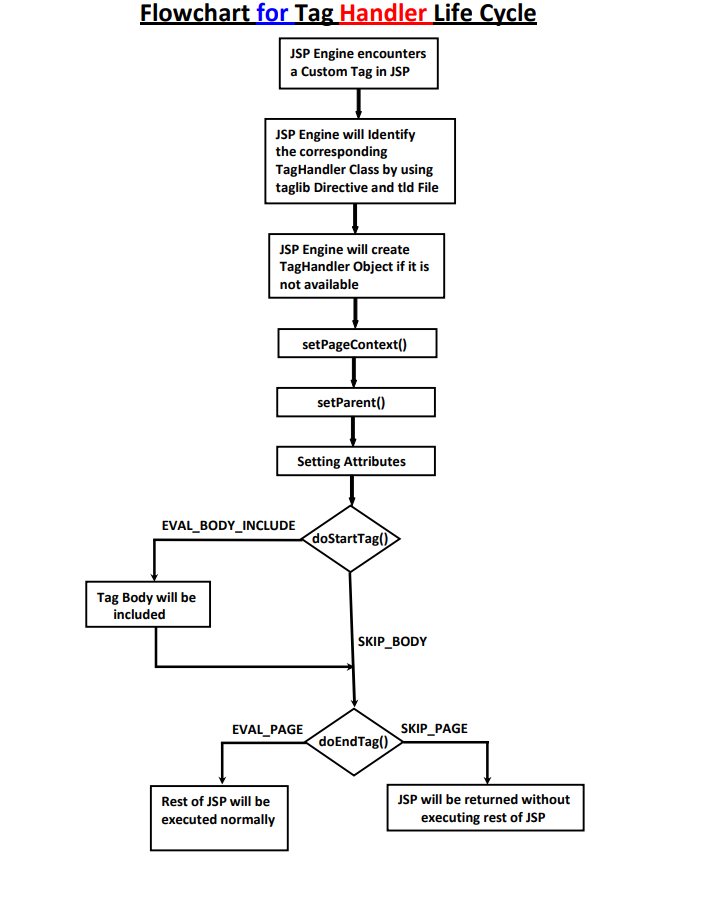 Flowchart for Tag Handler Life Cycle
JSP Engine encounters
a Custom Tag in JSP
JSP Engine will Identify
the corresponding
TagHandler Class by using
taglib Directive and tld File
JSP Engine will create
TagHandler Object if it is
not available
setPageContext()
setParent()
Setting Attributes
EVAL_BODY_INCLUDE
doStartTag()
Tag Body will be
included
SKIP_BODY
EVAL_PAGE
doEndTag()
SKIP_PAGE
Rest of JSP will be
executed normally
JSP will be returned without
executing rest of JSP